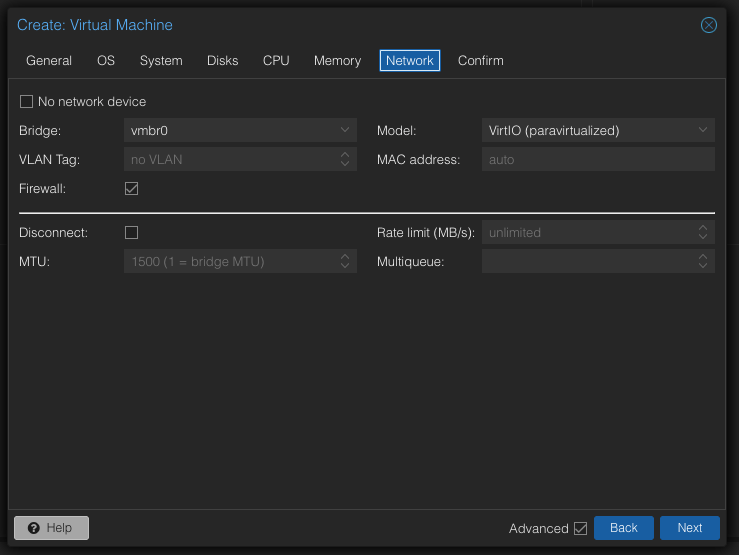 Create: Virtual Machine
General OS System Disks CPU Memory Network Confirm
No network device
Bridge: vmbr0 Model: VirtIO (paravirtualized)
VLAN Tag: no VLAN MAC address: auto
Firewall:
Disconnect: Rate limit (MB/s): unlimited
MTU: 1500 (1 = bridge MTU) Multiqueue:
Help Advanced Back Next